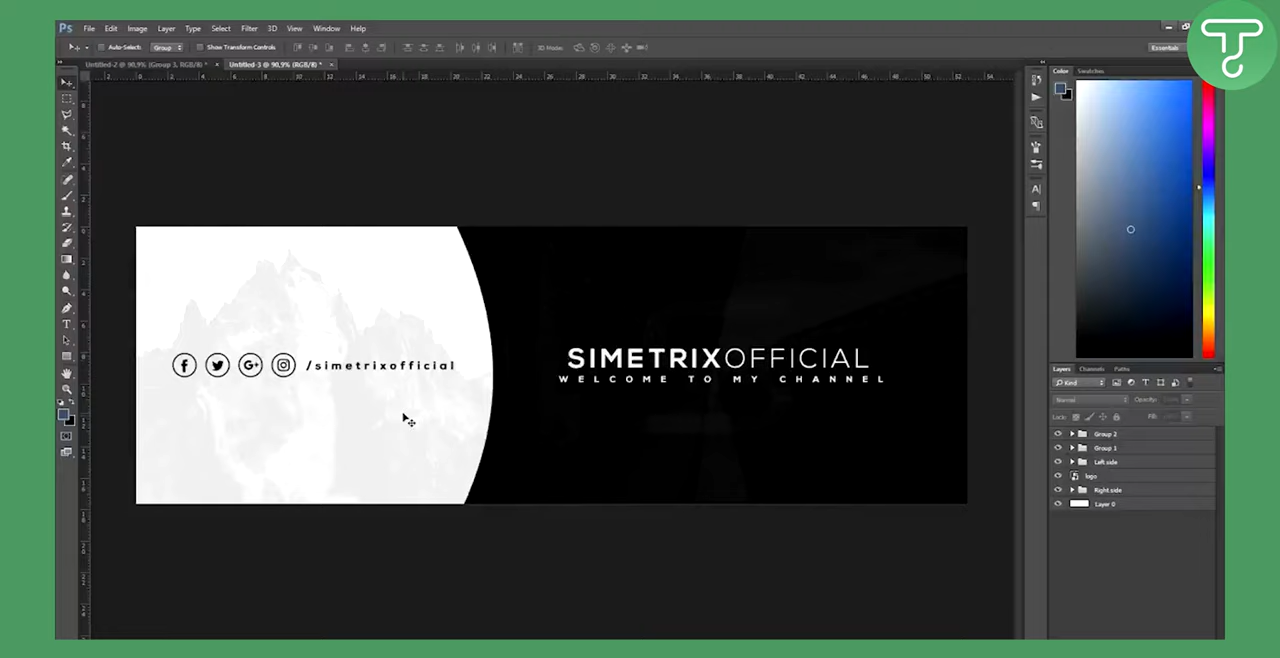 Ps File Edit Image Layer Type Select Filter 3D View Window Help
Auto-Select: Group Show Transform Controls 3D Mode: Essentials
Untitled-2 @ 90,9% (Group 3, RGB/8) * × Untitled-3 @ 90,9% (RGB/8) * ×
Color Swatches
SIMETRIXOFFICIAL
WELCOME TO MY CHANNEL
/simetrixofficial
Layers Channels Paths
Kind
Normal Opacity:
Lock: Fill:
Group 2
Group 1
Left side
logo
Right side
Layer 0